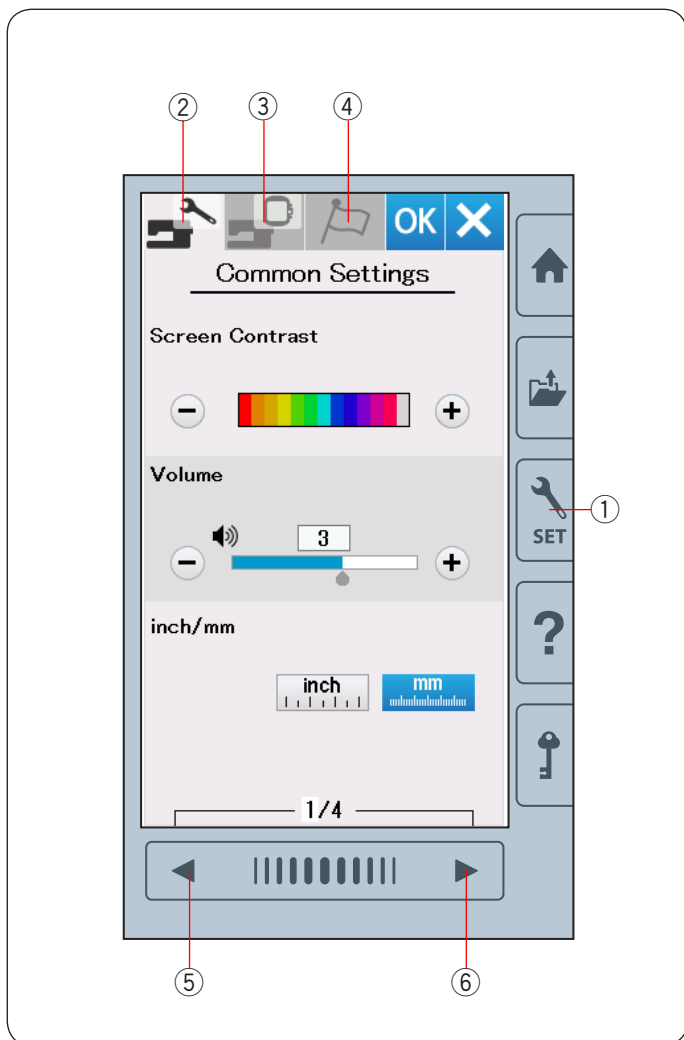 ② ③ ④
OK
Common Settings
Screen Contrast
− +
Volume
3
− +
① SET
inch/mm
inch mm
?
1/4
⑤ ⑥